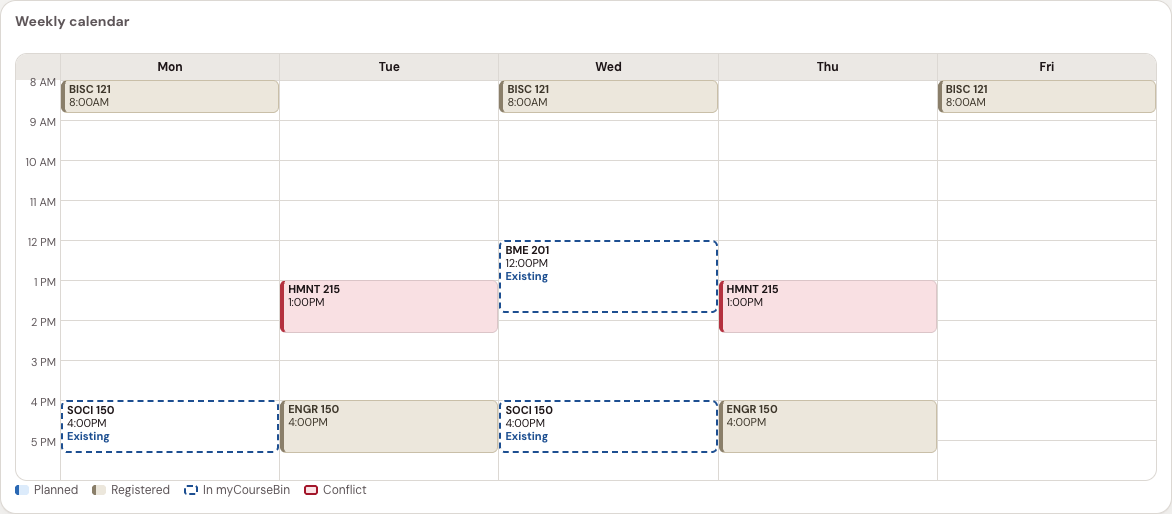 Weekly calendar
Mon Tue Wed Thu Fri
8 AM
BISC 121
8:00AM
BISC 121
8:00AM
BISC 121
8:00AM
9 AM
10 AM
11 AM
12 PM
BME 201
12:00PM
Existing
1 PM
HMNT 215
1:00PM
HMNT 215
1:00PM
2 PM
3 PM
4 PM
SOCI 150
4:00PM
Existing
ENGR 150
4:00PM
SOCI 150
4:00PM
Existing
ENGR 150
4:00PM
5 PM
Planned Registered In myCourseBin Conflict